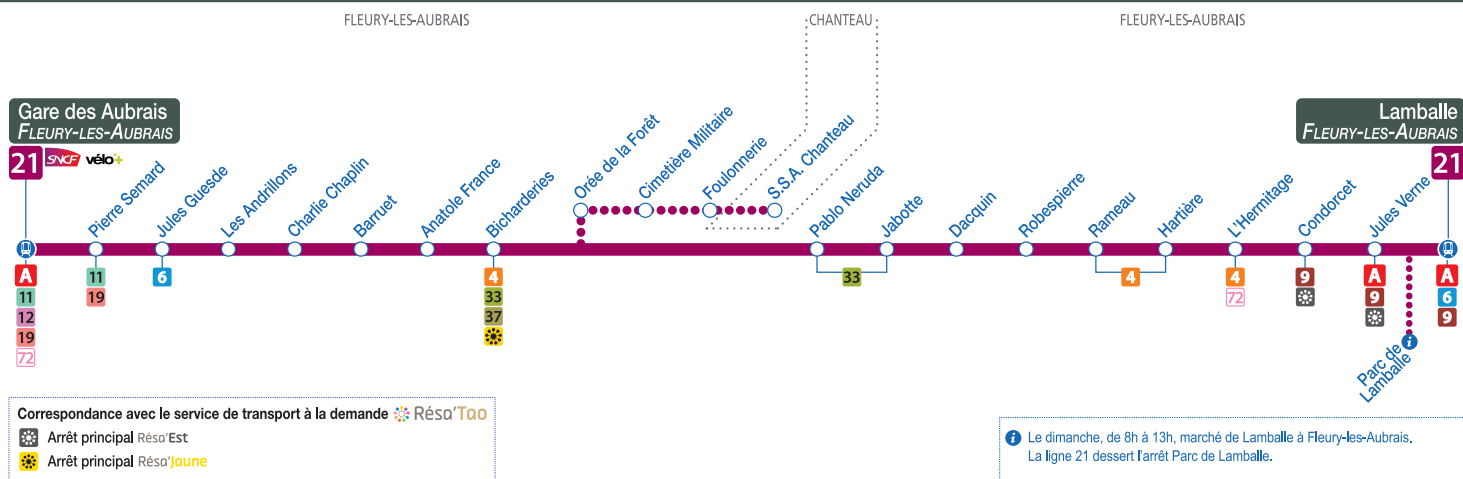 FLEURY-LES-AUBRAIS
CHANTEAU
FLEURY-LES-AUBRAIS
Gare des Aubrais
FLEURY-LES-AUBRAIS
21 SNCF vélo+
Lamballe
FLEURY-LES-AUBRAIS
21
Pierre Semard
Jules Guesde
Les Andrillons
Charlie Chaplin
Barruet
Anatole France
Bicharderies
Orée de la Forêt
Cimetière Militaire
Foulonnerie
S.S.A. Chanteau
Pablo Neruda
Jabotte
Dacquin
Robespierre
Rameau
Hartière
L'Hermitage
Condorcet
Jules Verne
A
11
12
19
72
11
19
6
4
33
37
33
4
4
72
9
A
9
A
6
9
i
Parc de
Lamballe
Correspondance avec le service de transport à la demande Résa'Tao
Arrêt principal Résa'Est
Arrêt principal Résa'Jaune
i Le dimanche, de 8h à 13h, marché de Lamballe à Fleury-les-Aubrais.
La ligne 21 dessert l'arrêt Parc de Lamballe.